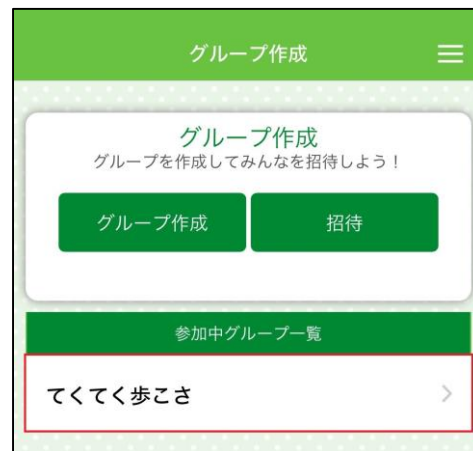 グループ作成
グループ作成
グループを作成してみんなを招待しよう!
グループ作成
招待
参加中グループ一覧
てくてく歩こさ